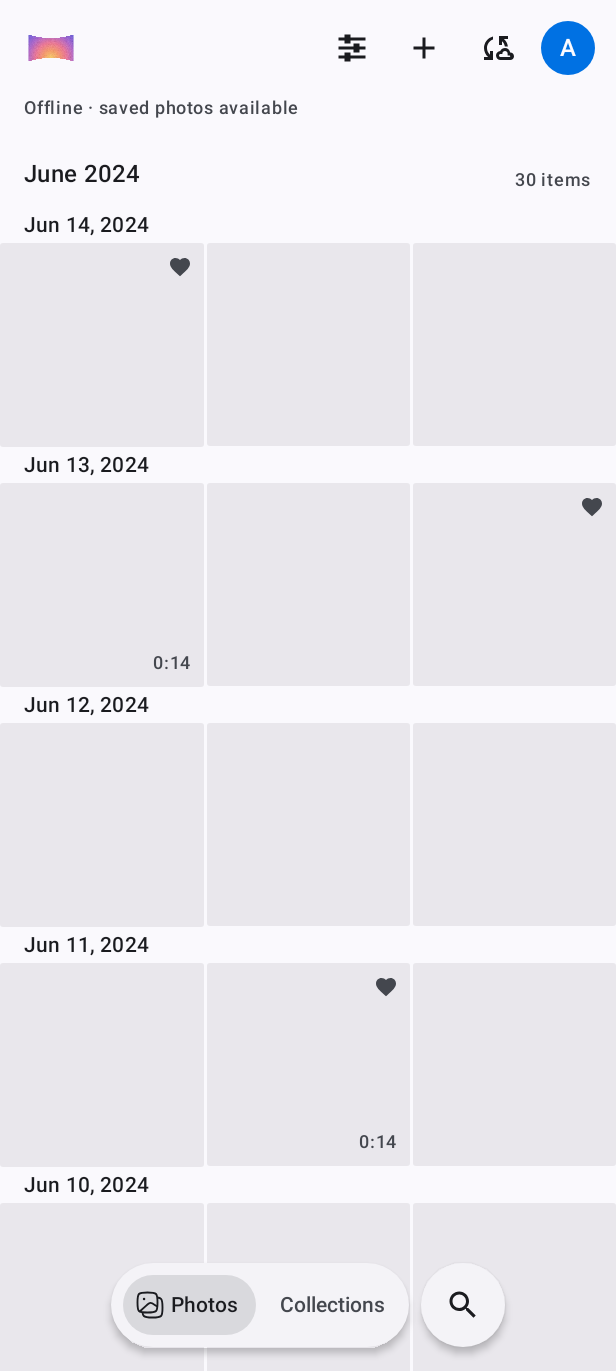 A
Offline · saved photos available
June 2024
30 items
Jun 14, 2024
Jun 13, 2024
0:14
Jun 12, 2024
Jun 11, 2024
0:14
Jun 10, 2024
Photos
Collections